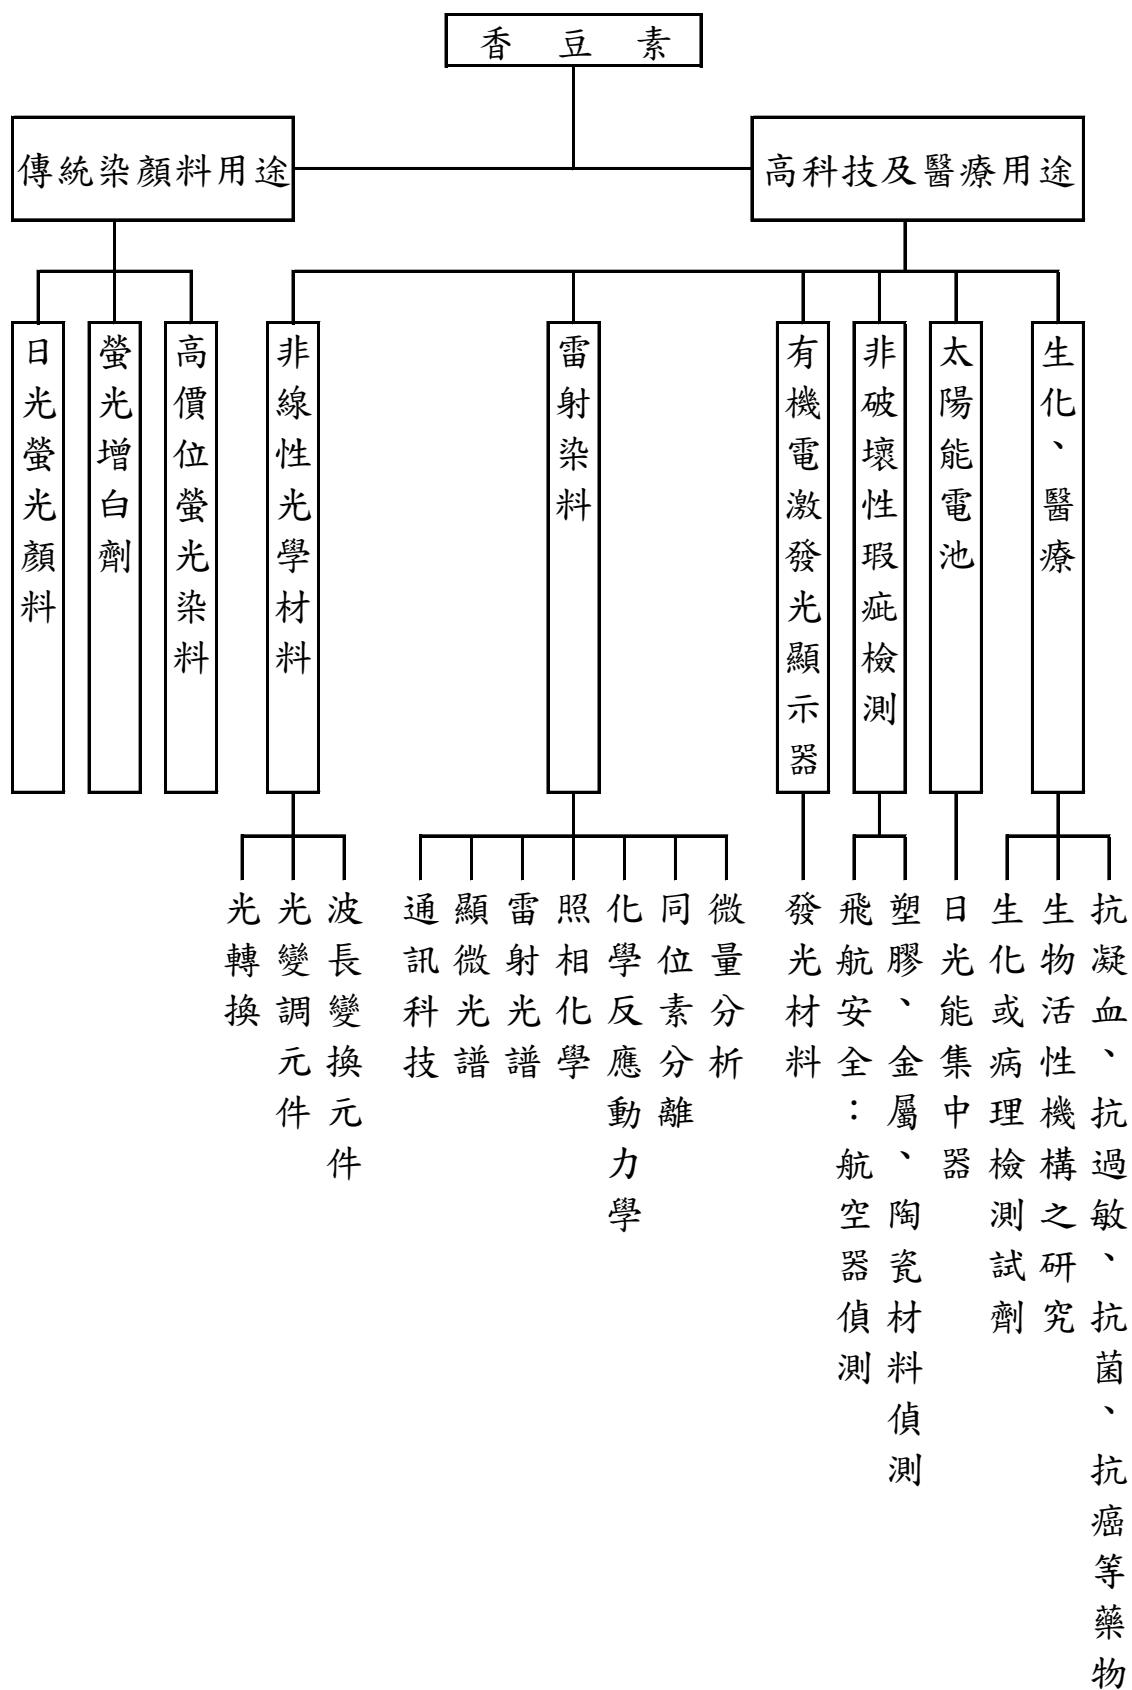 香豆素
傳統染顏料用途
高科技及醫療用途
日光螢光顏料
螢光增白劑
高價位螢光染料
非線性光學材料
雷射染料
有機電激發光顯示器
非破壞性瑕疵檢測
太陽能電池
生化、醫療
光轉換
光變調元件
波長變換元件
通訊科技
顯微光譜
雷射光譜
照相化學
化學反應動力學
同位素分離
微量分析
發光材料
飛航安全：航空器偵測
塑膠、金屬、陶瓷材料偵測
日光能集中器
生化或病理檢測試劑
生物活性機構之研究
抗凝血、抗過敏、抗菌、抗癌等藥物